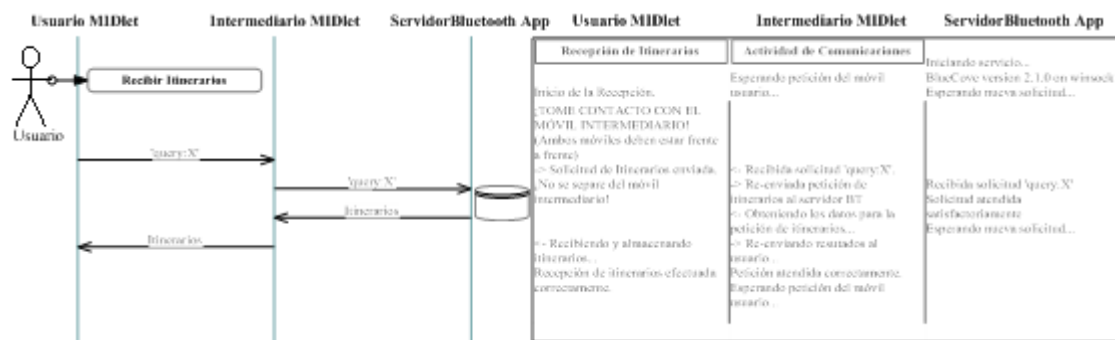 Usuario MIDlet
Intermediario MIDlet
ServidorBluetooth App
Recibir Itinerarios
Usuario
'query:X'
'query:X'
Itinerarios
Itinerarios
Usuario MIDlet
Recepción de Itinerarios
Inicio de la Recepción.
¡TOME CONTACTO CON EL
MÓVIL INTERMEDIARIO!
(Ambos móviles deben estar frente
a frente)
-> Solicitud de Itinerarios enviada.
¡No se separe del móvil
intermediario!
<- Recibiendo y almacenando
itinerarios...
Recepción de itinerarios efectuada
correctamente.
Intermediario MIDlet
Actividad de Comunicaciones
Esperando petición del móvil
usuario...
<- Recibida solicitud 'query:X'.
-> Re-enviada petición de
itinerarios al servidor BT
<- Obteniendo los datos para la
petición de itinerarios...
-> Re-enviando resutados al
usuario...
Petición atendida correctamente.
Esperando petición del móvil
usuario...
ServidorBluetooth App
Iniciando servicio...
BlueCove version 2.1.0 on winsock
Esperando nueva solicitud...
Recibida solicitud 'query:X'
Solicitud atendida
satisfactoriamente
Esperando nueva solicitud...